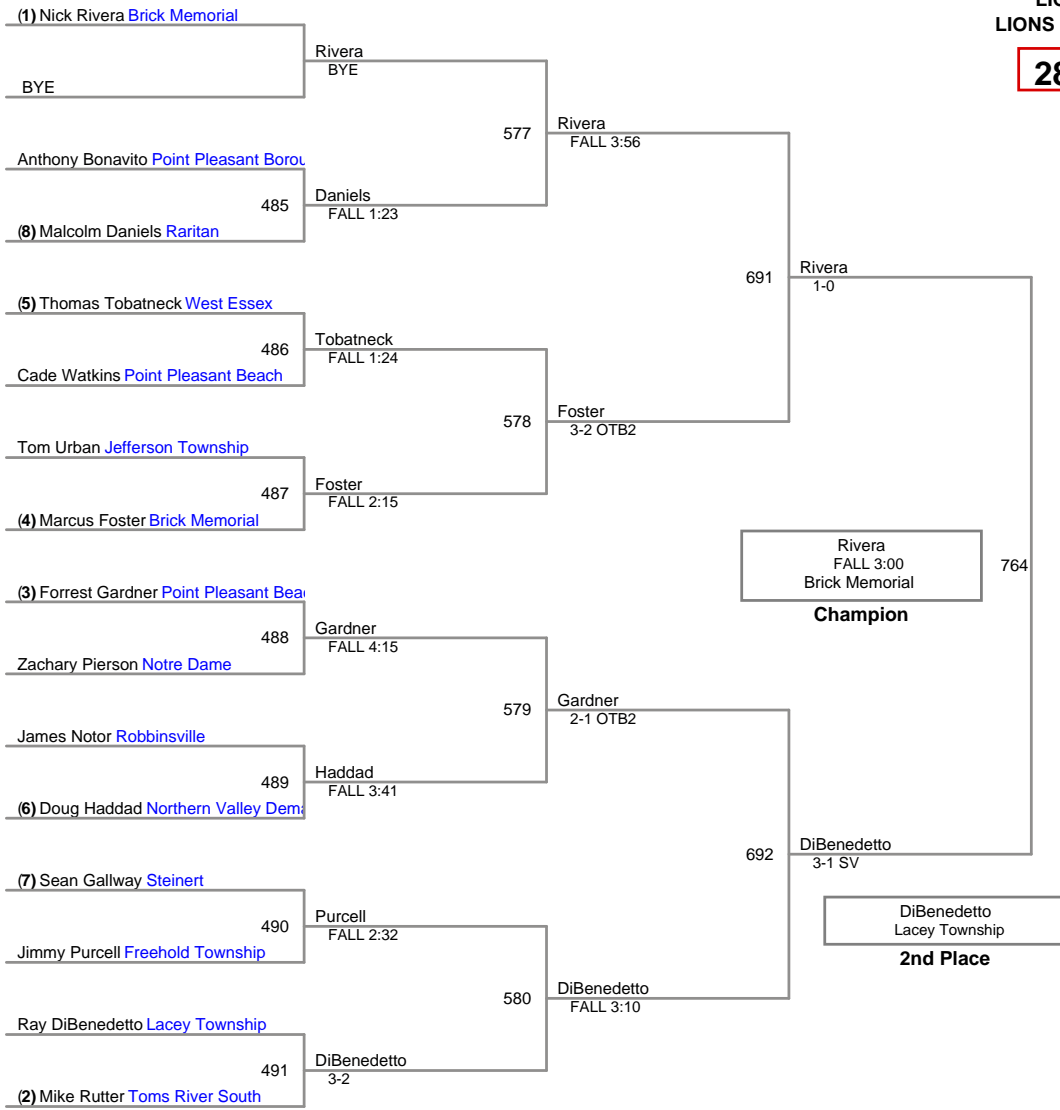 LIONS
28
(1) Nick Rivera Brick Memorial
Rivera
BYE
BYE
577
Rivera
FALL 3:56
Anthony Bonavito Point Pleasant Borou
485
Daniels
FALL 1:23
(8) Malcolm Daniels Raritan
691
Rivera
1-0
(5) Thomas Tobatneck West Essex
486
Tobatneck
FALL 1:24
Cade Watkins Point Pleasant Beach
578
Foster
3-2 OTB2
Tom Urban Jefferson Township
487
Foster
FALL 2:15
(4) Marcus Foster Brick Memorial
Rivera
FALL 3:00
Brick Memorial
764
Champion
(3) Forrest Gardner Point Pleasant Bea
488
Gardner
FALL 4:15
Zachary Pierson Notre Dame
579
Gardner
2-1 OTB2
James Notor Robbinsville
489
Haddad
FALL 3:41
(6) Doug Haddad Northern Valley Dema
692
DiBenedetto
3-1 SV
(7) Sean Gallway Steinert
490
Purcell
FALL 2:32
Jimmy Purcell Freehold Township
DiBenedetto
Lacey Township
2nd Place
580
DiBenedetto
FALL 3:10
Ray DiBenedetto Lacey Township
491
DiBenedetto
3-2
(2) Mike Rutter Toms River South